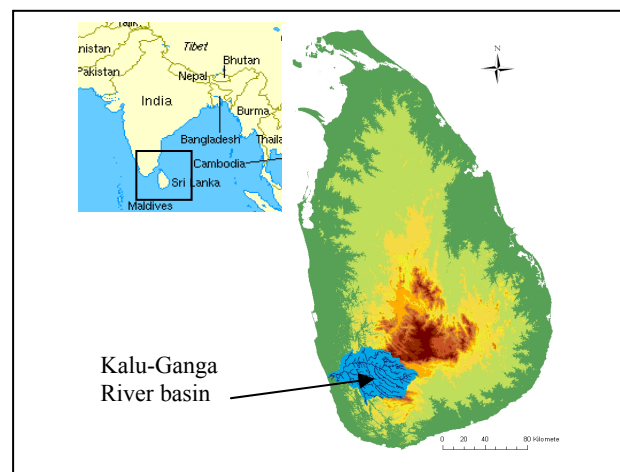 Tibet
Bhutan
nistan
Pakistan
Nepal
India
Burma
Bangladesh
Thaila
Cambodia
Sri Lanka
Maldives
N
Kalu-Ganga
River basin
0 20 40 60 80 Kilomete